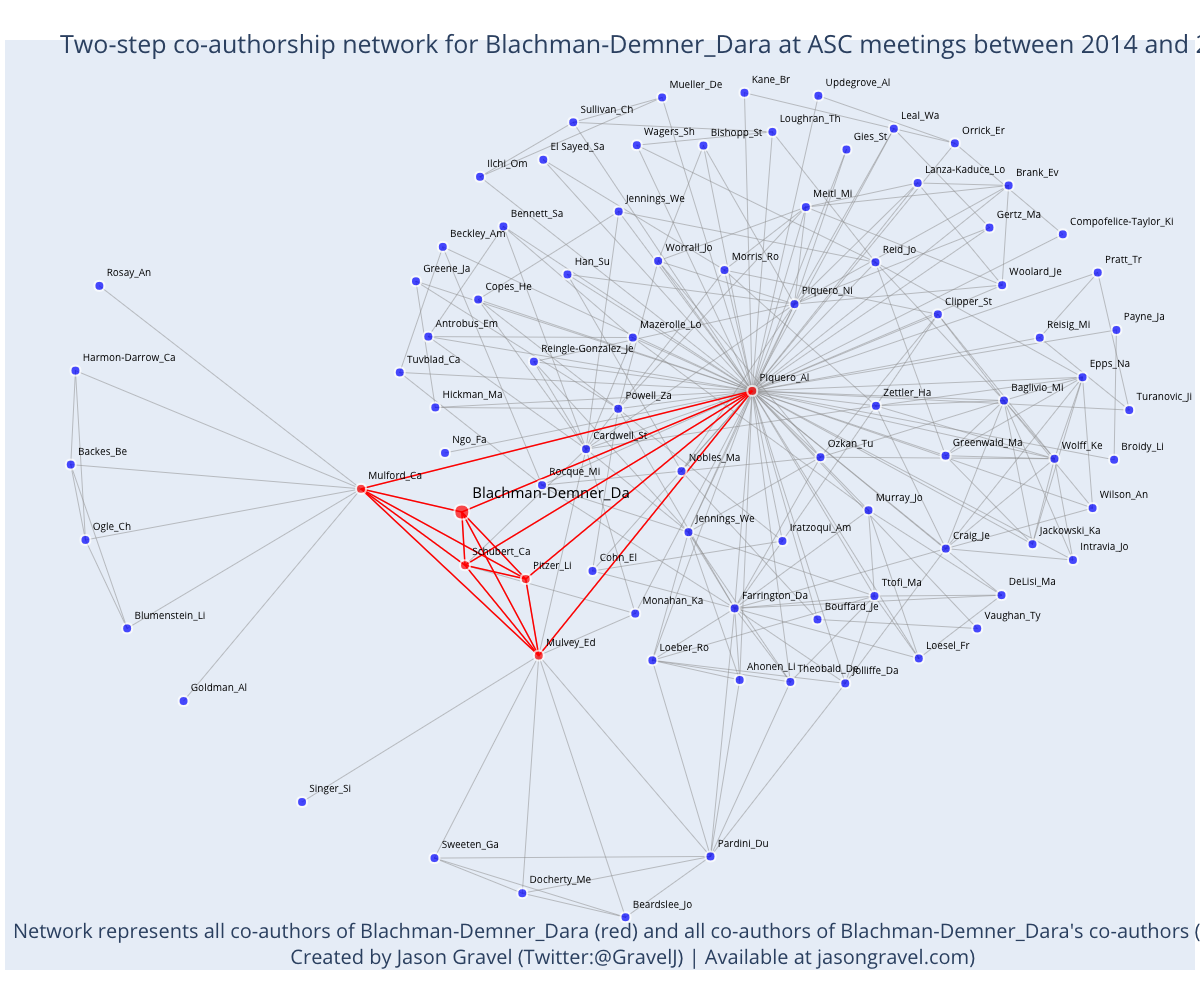 Two-step co-authorship network for Blachman-Demner_Dara at ASC meetings between 2014 and
Mueller_De
Kane_Br
Updegrove_Al
Sullivan_Ch
Wagers_Sh
Bishopp_St
Loughran_Th
Leal_Wa
Gies_St
Orrick_Er
El Sayed_Sa
Ilchi_Om
Lanza-Kaduce_Lo
Brank_Ev
Jennings_We
Meitl_Mi
Bennett_Sa
Gertz_Ma
Compofelice-Taylor_Ki
Beckley_Am
Worrall_Jo
Morris_Ro
Reid_Jo
Rosay_An
Greene_Ja
Han_Su
Woolard_Je
Pratt_Tr
Copes_He
Piquero_Ni
Clipper_St
Antrobus_Em
Mazerolle_Lo
Reisig_Mi
Payne_Ja
Harmon-Darrow_Ca
Tuvblad_Ca
Reingle-Gonzalez_Je
Piquero_Al
Epps_Na
Hickman_Ma
Powell_Za
Zettler_Ha
Baglivio_Mi
Turanovic_Ji
Backes_Be
Ngo_Fa
Cardwell_St
Ozkan_Tu
Greenwald_Ma
Wolff_Ke
Broidy_Li
Mulford_Ca
Rocque_Mi
Nobles_Ma
Blachman-Demner_Da
Murray_Jo
Wilson_An
Ogle_Ch
Jennings_We
Iratzoqui_Am
Craig_Je
Jackowski_Ka
Intravia_Jo
Schubert_Ca
Pitzer_Li
Cohn_El
Blumenstein_Li
Monahan_Ka
Farrington_Da
Bouffard_Je
Ttofi_Ma
DeLisi_Ma
Vaughan_Ty
Mulvey_Ed
Loeber_Ro
Ahonen_Li
Theobald_De
Jolliffe_Da
Loesel_Fr
Goldman_Al
Singer_Si
Sweeten_Ga
Pardini_Du
Docherty_Me
Beardslee_Jo
Network represents all co-authors of Blachman-Demner_Dara (red) and all co-authors of Blachman-Demner_Dara's co-authors (
Created by Jason Gravel (Twitter:@GravelJ) | Available at jasongravel.com)